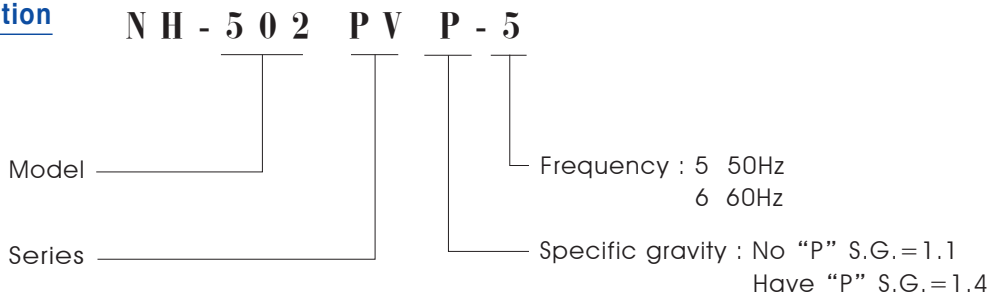 tion
NH-502 PV P-5
Model
Frequency : 5 50Hz
6 60Hz
Series
Specific gravity : No “P” S.G.=1.1
Have “P” S.G.=1.4